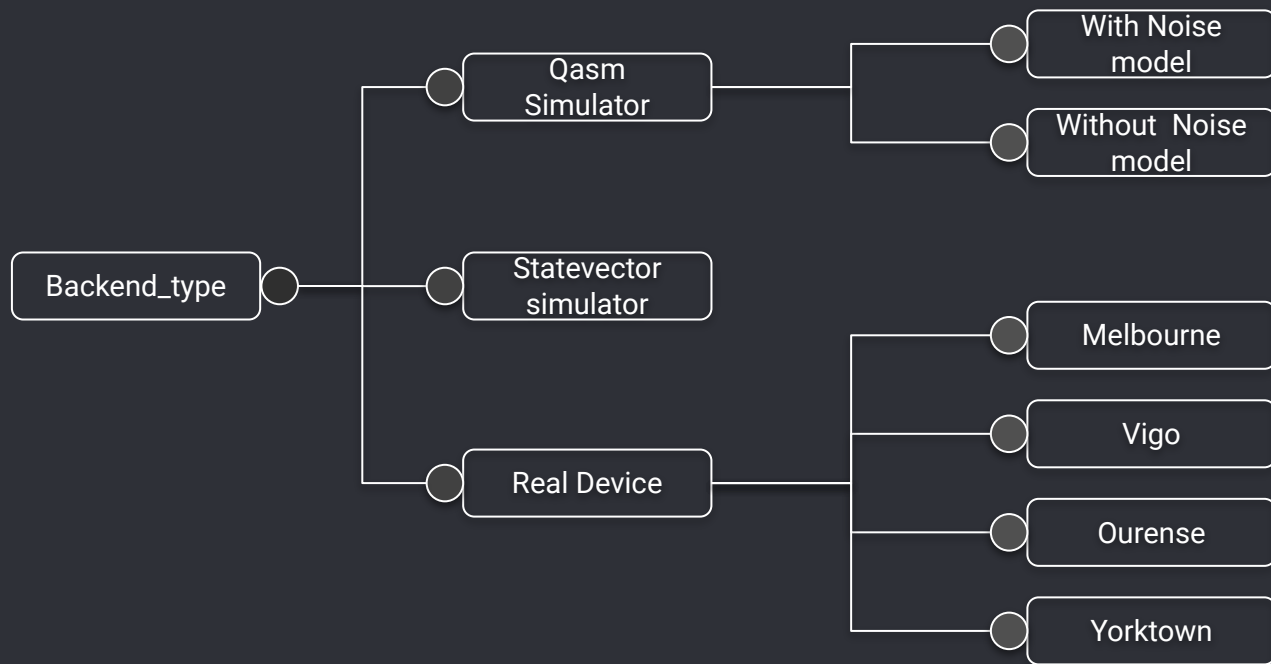 With Noise
model
Qasm
Simulator
Without  Noise
model
Backend_type
Statevector
simulator
Melbourne
Vigo
Real Device
Ourense
Yorktown